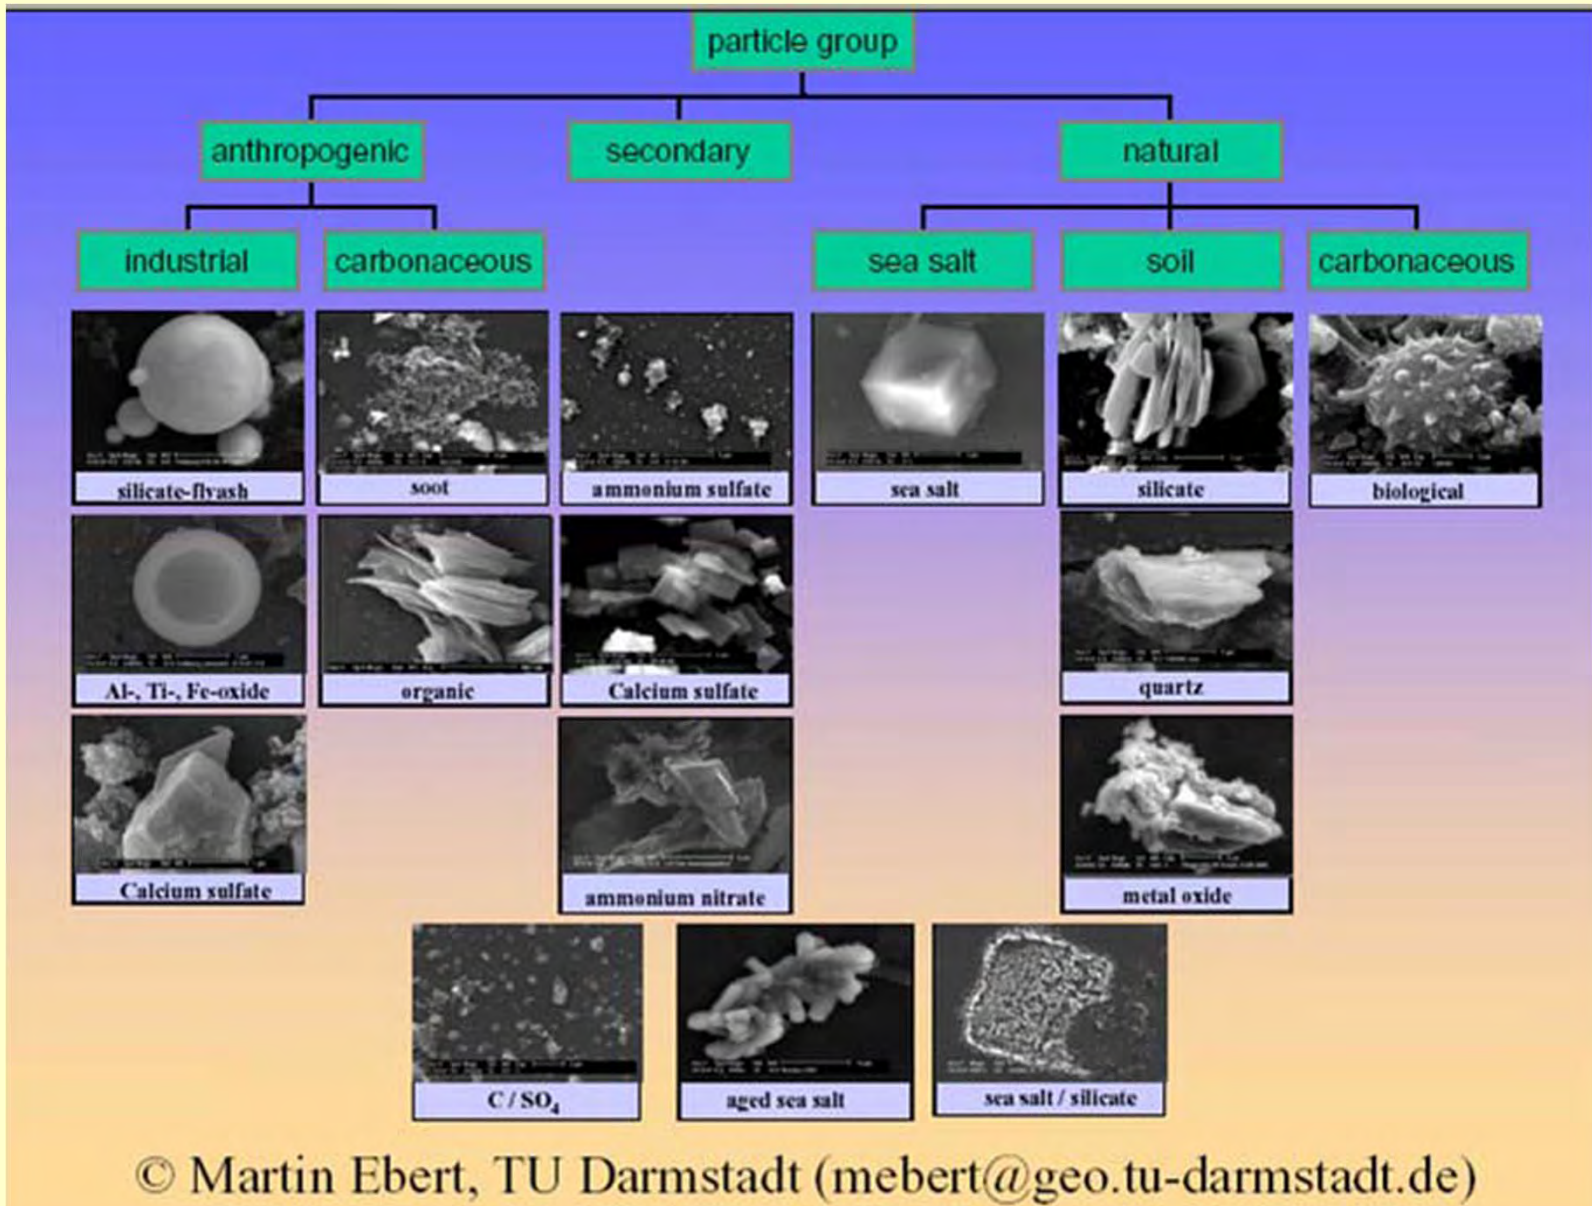 particle group
anthropogenic
secondary
natural
industrial
carbonaceous
sea salt
soil
carbonaceous
silicate-flyash
soot
ammonium sulfate
sea salt
silicate
biological
Al-, Ti-, Fe-oxide
organic
Calcium sulfate
quartz
Calcium sulfate
ammonium nitrate
metal oxide
C / SO₄
aged sea salt
sea salt / silicate
© Martin Ebert, TU Darmstadt (mebert@geo.tu-darmstadt.de)